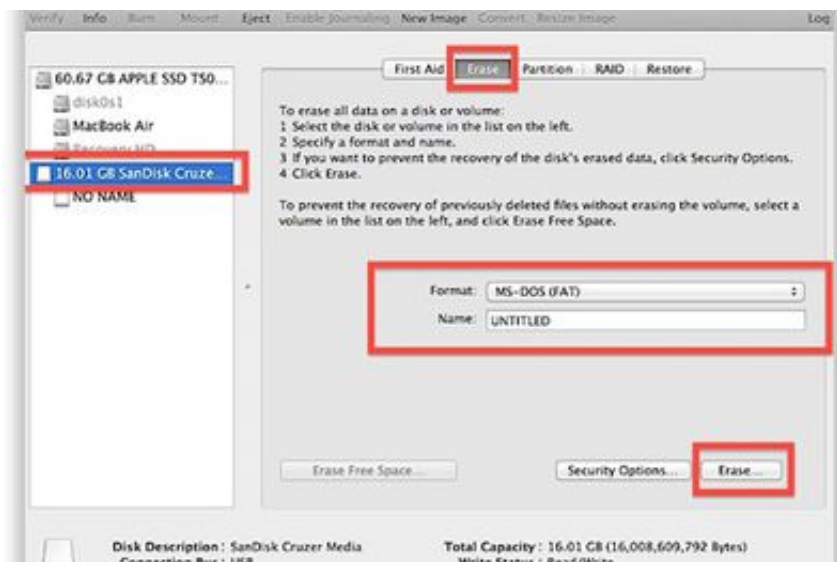 Verify Info Burn Mount Eject Enable Journaling New Image Convert Resize Image Log
First Aid Erase Partition RAID Restore
60.67 GB APPLE SSD TS0...
disk0s1
MacBook Air
Recovery HD
16.01 GB SanDisk Cruze...
NO NAME
To erase all data on a disk or volume:
1 Select the disk or volume in the list on the left.
2 Specify a format and name.
3 If you want to prevent the recovery of the disk's erased data, click Security Options.
4 Click Erase.
To prevent the recovery of previously deleted files without erasing the volume, select a
volume in the list on the left, and click Erase Free Space.
Format: MS-DOS (FAT)
Name: UNTITLED
Erase Free Space... Security Options... Erase...
Disk Description : SanDisk Cruzer Media Total Capacity : 16.01 GB (16,008,609,792 Bytes)
Connection Bus : USB Write Status : Read/Write